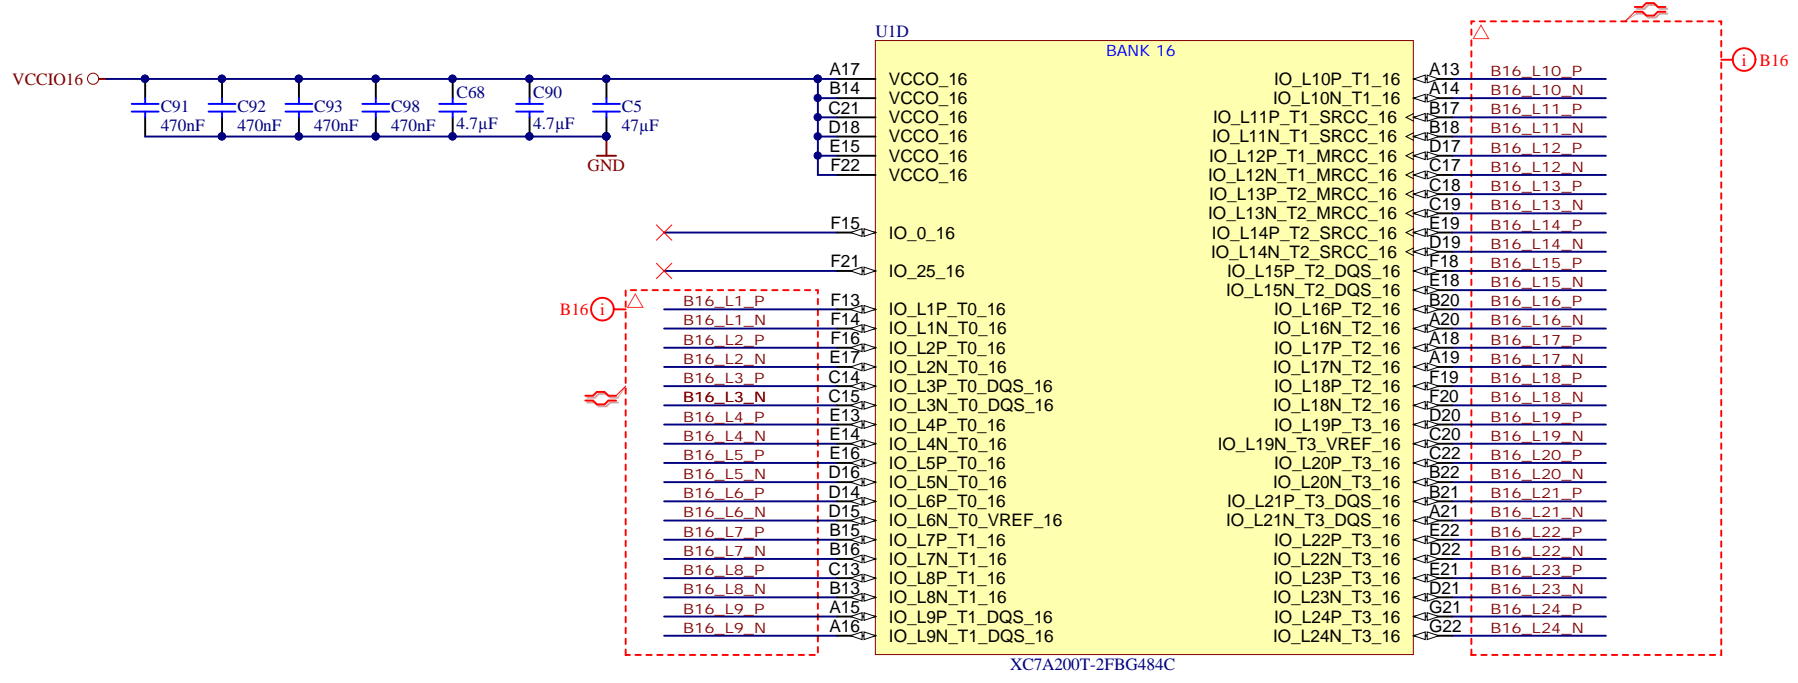 U1D
BANK 16
VCCIO16
C91
470nF
C92
470nF
C93
470nF
C98
470nF
C68
4.7µF
C90
4.7µF
C5
47µF
GND
A17 VCCO_16
B14 VCCO_16
C21 VCCO_16
D18 VCCO_16
E15 VCCO_16
F22 VCCO_16
F15 IO_0_16
F21 IO_25_16
B16 i
B16_L1_P F13 IO_L1P_T0_16
B16_L1_N F14 IO_L1N_T0_16
B16_L2_P F16 IO_L2P_T0_16
B16_L2_N E17 IO_L2N_T0_16
B16_L3_P C14 IO_L3P_T0_DQS_16
B16_L3_N C15 IO_L3N_T0_DQS_16
B16_L4_P E13 IO_L4P_T0_16
B16_L4_N E14 IO_L4N_T0_16
B16_L5_P E16 IO_L5P_T0_16
B16_L5_N D16 IO_L5N_T0_16
B16_L6_P D14 IO_L6P_T0_16
B16_L6_N D15 IO_L6N_T0_VREF_16
B16_L7_P B15 IO_L7P_T1_16
B16_L7_N B16 IO_L7N_T1_16
B16_L8_P C13 IO_L8P_T1_16
B16_L8_N B13 IO_L8N_T1_16
B16_L9_P A15 IO_L9P_T1_DQS_16
B16_L9_N A16 IO_L9N_T1_DQS_16
i B16
IO_L10P_T1_16 A13 B16_L10_P
IO_L10N_T1_16 A14 B16_L10_N
IO_L11P_T1_SRCC_16 B17 B16_L11_P
IO_L11N_T1_SRCC_16 B18 B16_L11_N
IO_L12P_T1_MRCC_16 D17 B16_L12_P
IO_L12N_T1_MRCC_16 C17 B16_L12_N
IO_L13P_T2_MRCC_16 C18 B16_L13_P
IO_L13N_T2_MRCC_16 C19 B16_L13_N
IO_L14P_T2_SRCC_16 E19 B16_L14_P
IO_L14N_T2_SRCC_16 D19 B16_L14_N
IO_L15P_T2_DQS_16 F18 B16_L15_P
IO_L15N_T2_DQS_16 E18 B16_L15_N
IO_L16P_T2_16 B20 B16_L16_P
IO_L16N_T2_16 A20 B16_L16_N
IO_L17P_T2_16 A18 B16_L17_P
IO_L17N_T2_16 A19 B16_L17_N
IO_L18P_T2_16 F19 B16_L18_P
IO_L18N_T2_16 F20 B16_L18_N
IO_L19P_T3_16 D20 B16_L19_P
IO_L19N_T3_VREF_16 C20 B16_L19_N
IO_L20P_T3_16 C22 B16_L20_P
IO_L20N_T3_16 B22 B16_L20_N
IO_L21P_T3_DQS_16 B21 B16_L21_P
IO_L21N_T3_DQS_16 A21 B16_L21_N
IO_L22P_T3_16 E22 B16_L22_P
IO_L22N_T3_16 D22 B16_L22_N
IO_L23P_T3_16 E21 B16_L23_P
IO_L23N_T3_16 D21 B16_L23_N
IO_L24P_T3_16 G21 B16_L24_P
IO_L24N_T3_16 G22 B16_L24_N
XC7A200T-2FBG484C